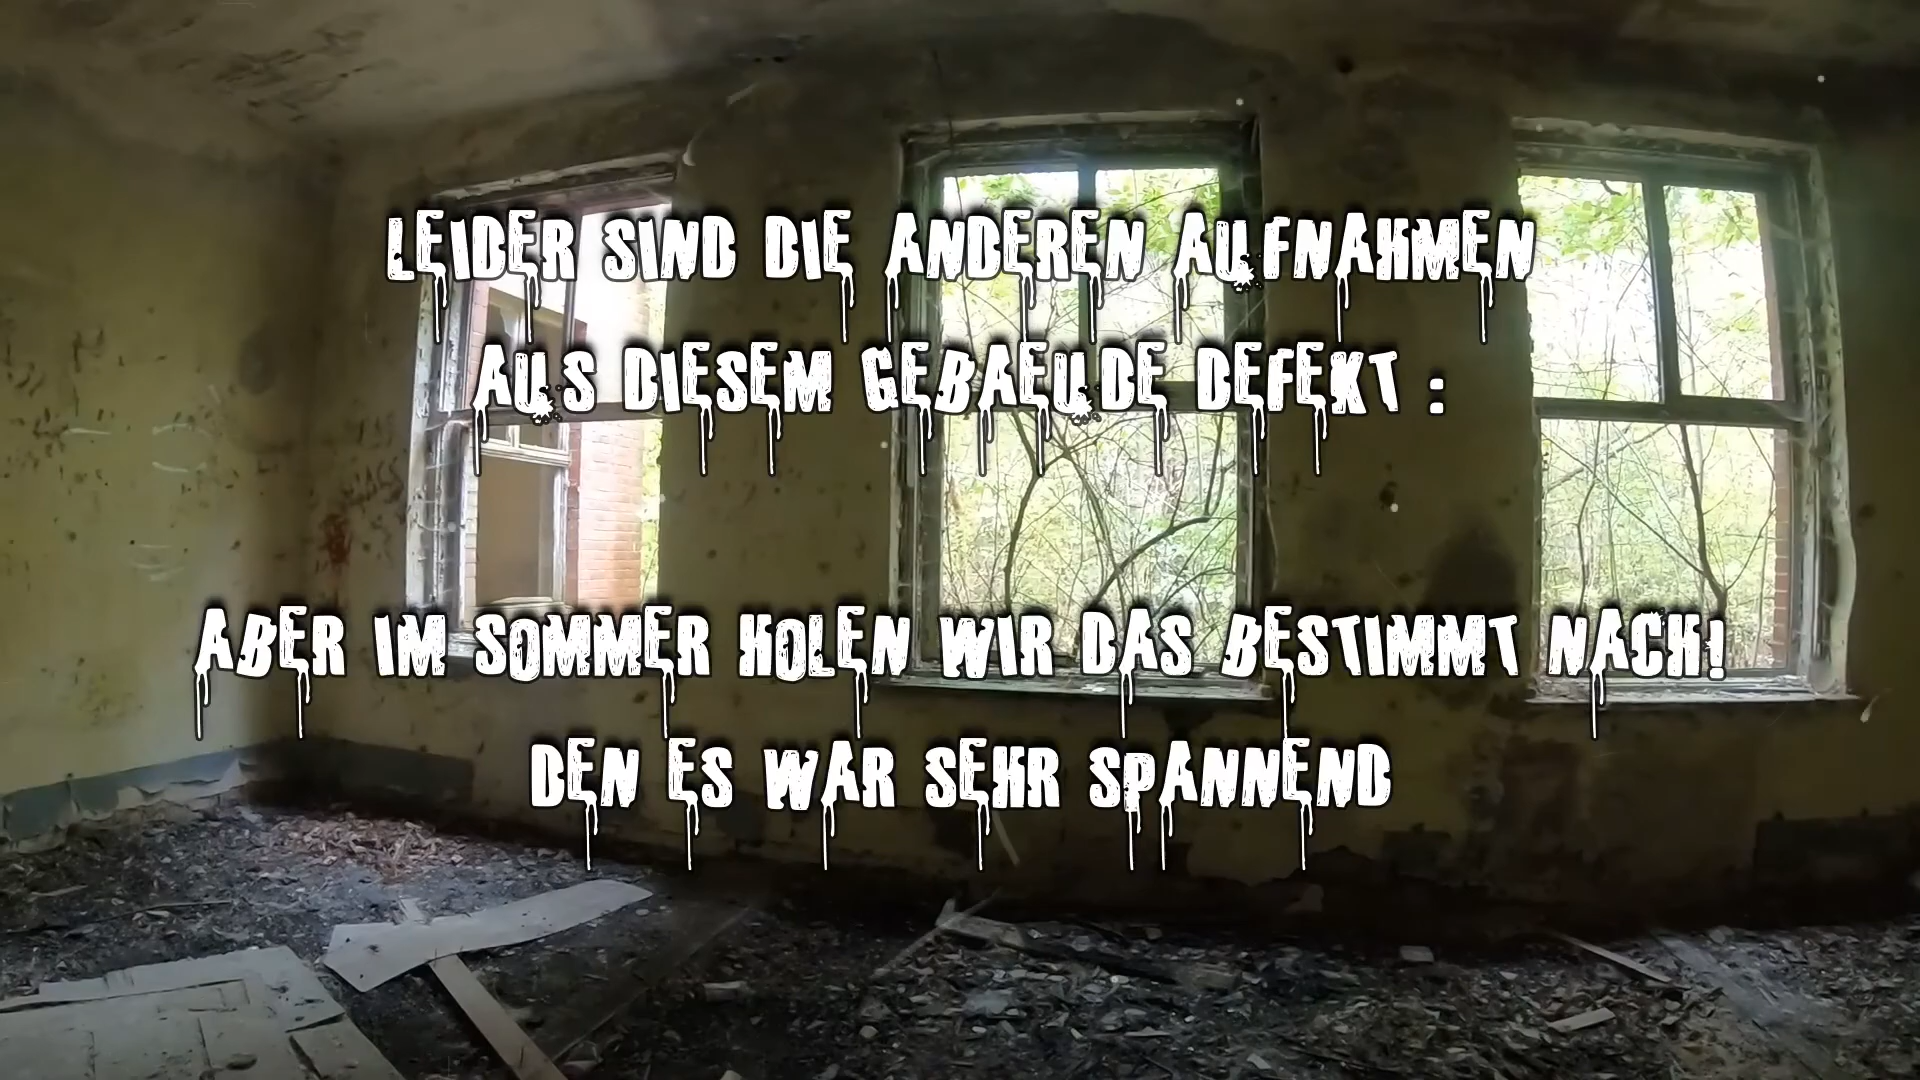 LEIDER SIND DIE ANDEREN AUFNAHMEN
AUS DIESEM GEBAEUDE DEFEKT :
ABER IM SOMMER HOLEN WIR DAS BESTIMMT NACH!
DEN ES WAR SEHR SPANNEND